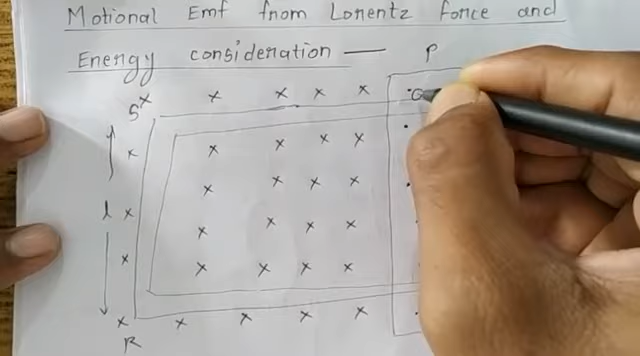 Motional Emf from Lorentz force and
Energy consideration —
P
S
l
R